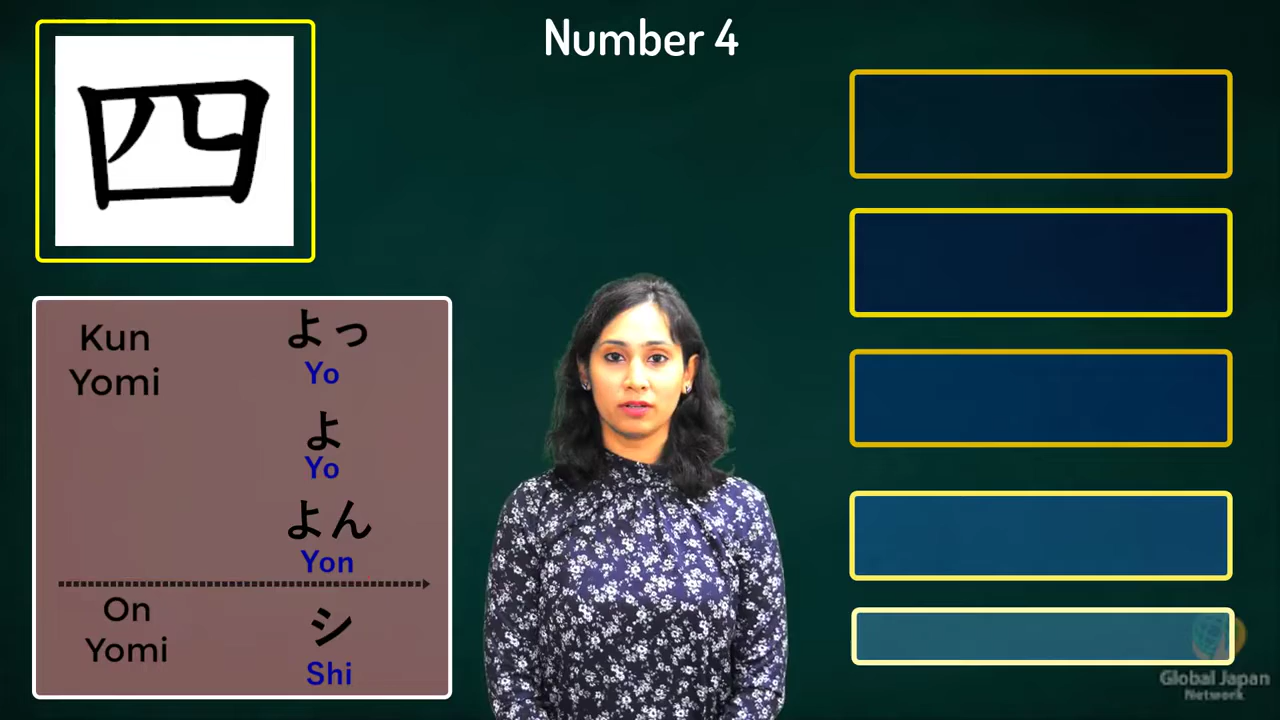 Number 4
四
Kun
Yomi
よっ
Yo
よ
Yo
よん
Yon
On
Yomi
シ
Shi
Global Japan
Network